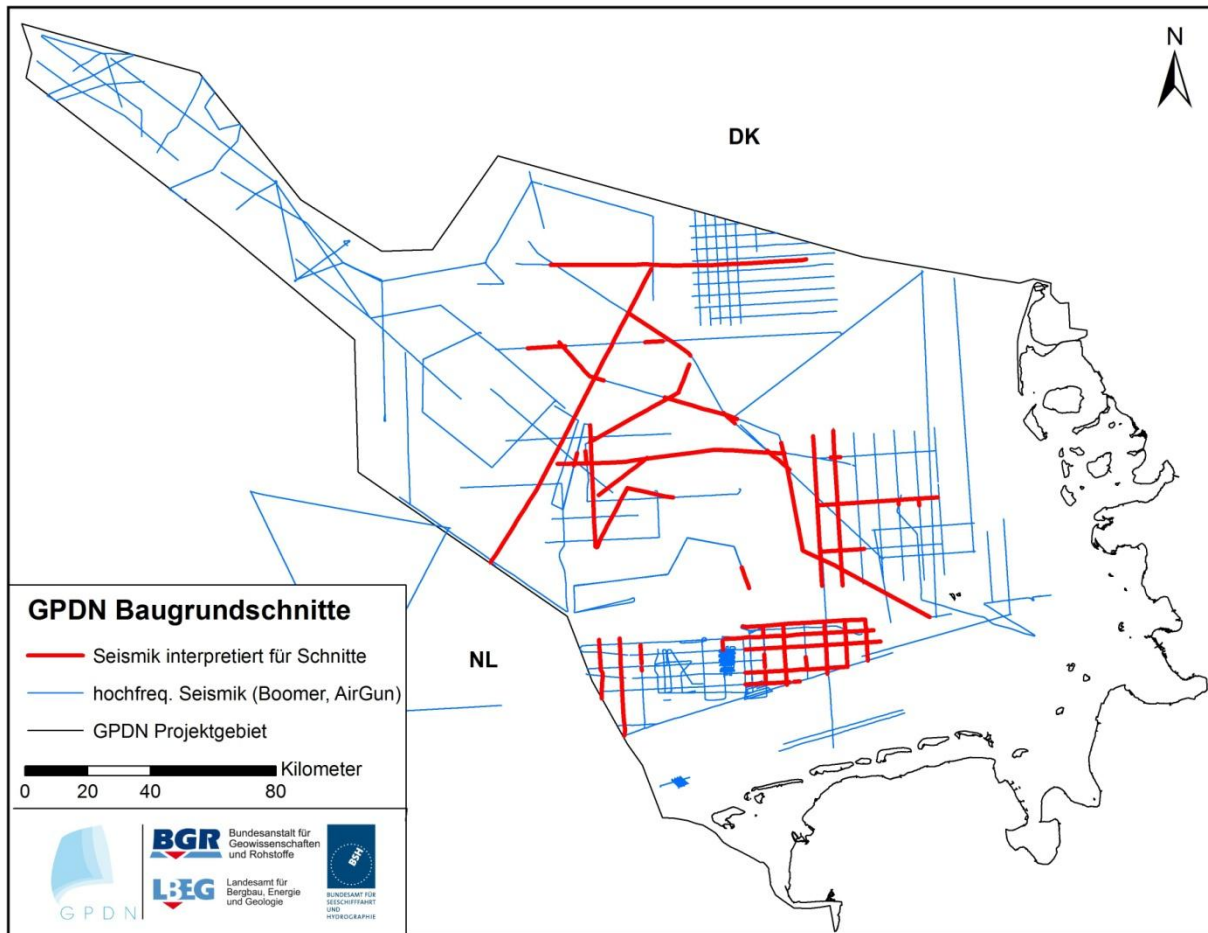 N
DK
NL
GPDN Baugrundschnitte
Seismik interpretiert für Schnitte
hochfreq. Seismik (Boomer, AirGun)
GPDN Projektgebiet
Kilometer
0 20 40 80
GPDN
BGR
Bundesanstalt für
Geowissenschaften
und Rohstoffe
LBEG
Landesamt für
Bergbau, Energie
und Geologie
BSH
BUNDESAMT FÜR
SEESCHIFFFAHRT
UND
HYDROGRAPHIE